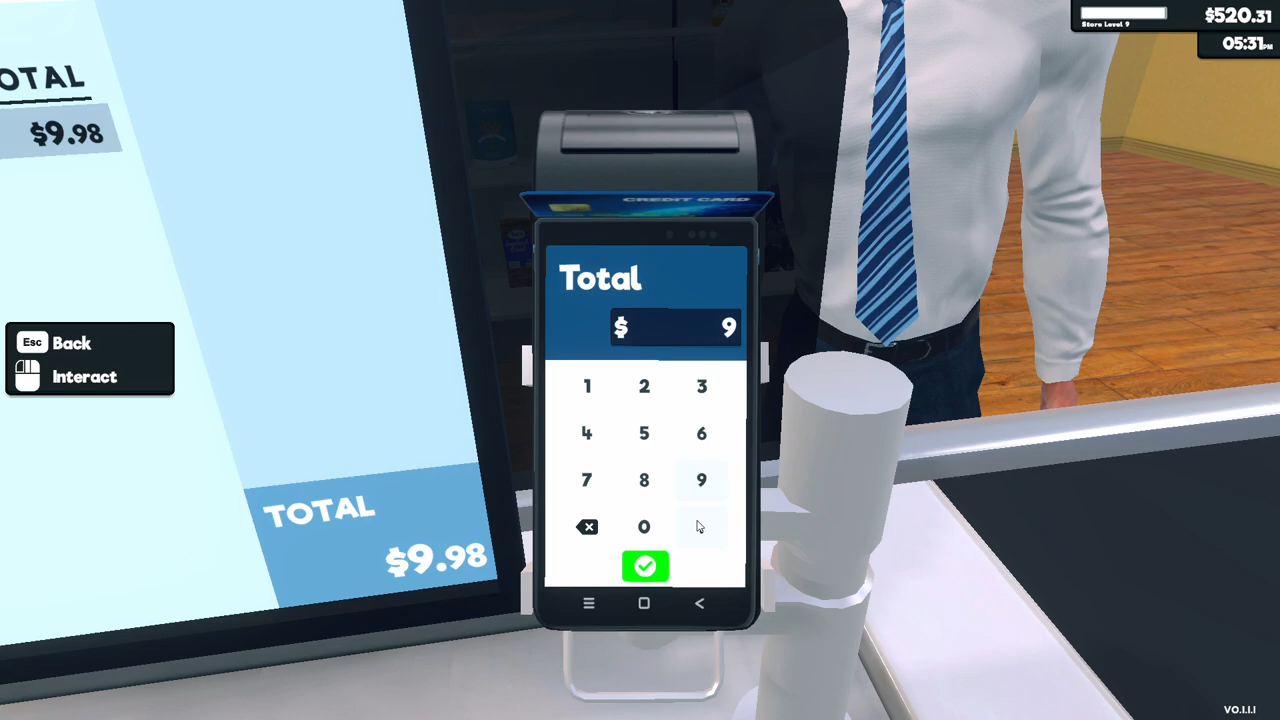 $520.31
Store Level 9
05:31PM
OTAL
$9.98
CREDIT CARD
Total
$ 9
Esc Back
Interact
1 2 3
4 5 6
7 8 9
0
TOTAL
$9.98
V0.1.1.1